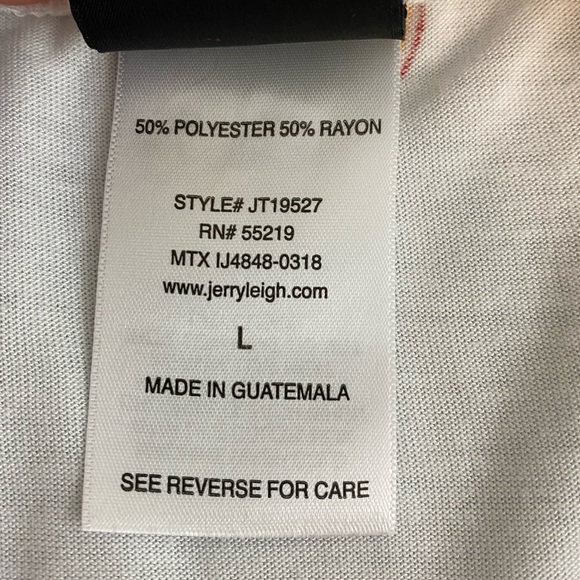 50% POLYESTER 50% RAYON
STYLE# JT19527
RN# 55219
MTX IJ4848-0318
www.jerryleigh.com
L
MADE IN GUATEMALA
SEE REVERSE FOR CARE